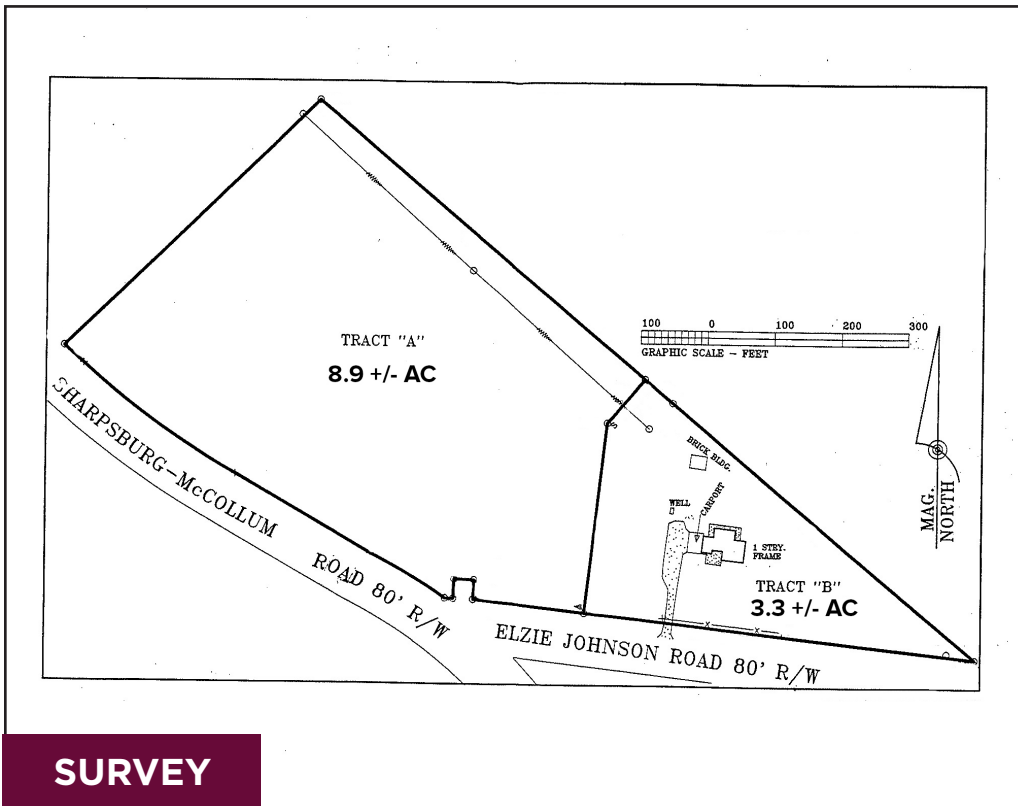 TRACT "A"
8.9 +/- AC
100 0 100 200 300
GRAPHIC SCALE - FEET
MAG.
NORTH
SHARPSBURG-McCOLLUM
ROAD 80' R/W
BRICK BLDG.
WELL
CARPORT
1 STRY.
FRAME
TRACT "B"
3.3 +/- AC
ELZIE JOHNSON ROAD 80' R/W
SURVEY